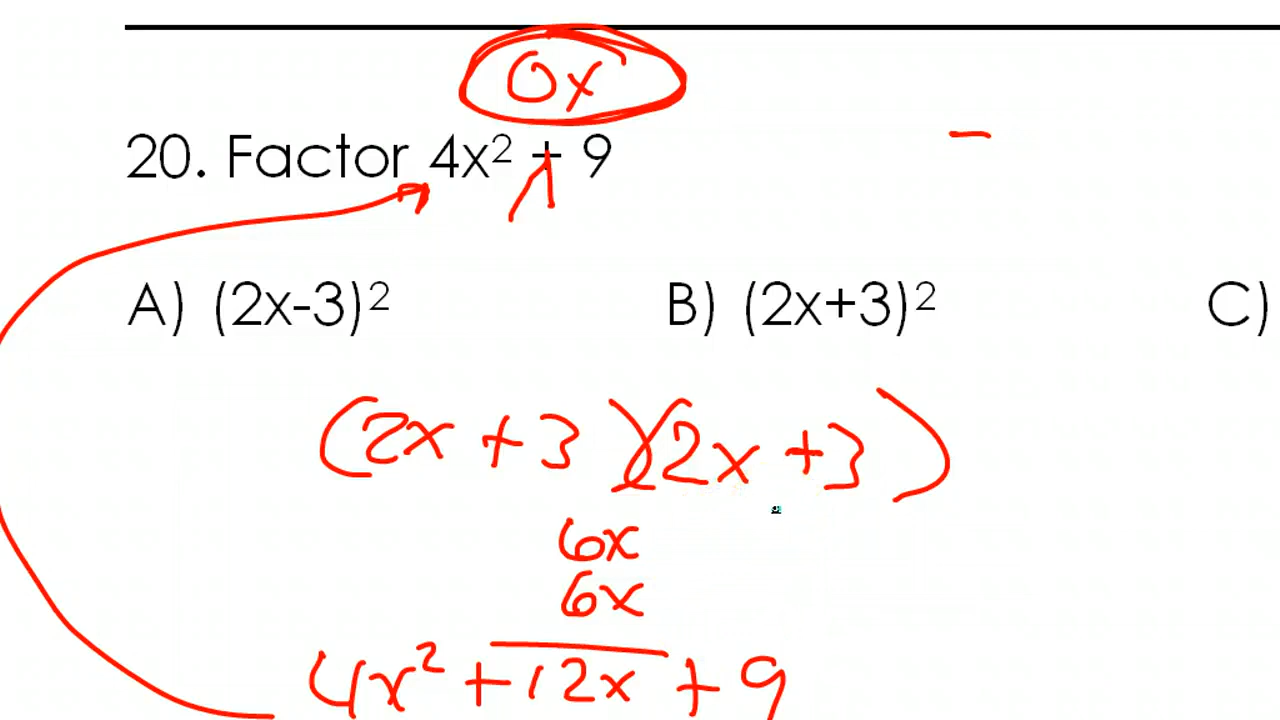 0x
20. Factor 4x² + 9
A) (2x-3)² B) (2x+3)² C)
(2x + 3)(2x + 3)
6x
6x
4x² + 12x + 9